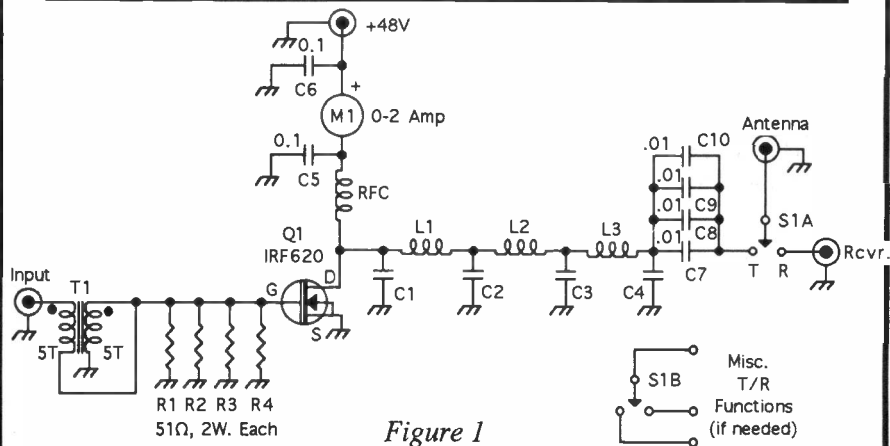 +48V
0.1
C6
+
M1 0-2 Amp
0.1
C5
RFC
Antenna
.01 C10
.01
.01 C9
.01 C8
C7
S1A
T R
Rcvr.
L1
L2
L3
Q1
IRF620
D
G
S
C1
C2
C3
C4
Input
T1
5T 5T
R1 R2 R3 R4
51Ω, 2W. Each
Figure 1
S1B
Misc.
T/R
Functions
(if needed)